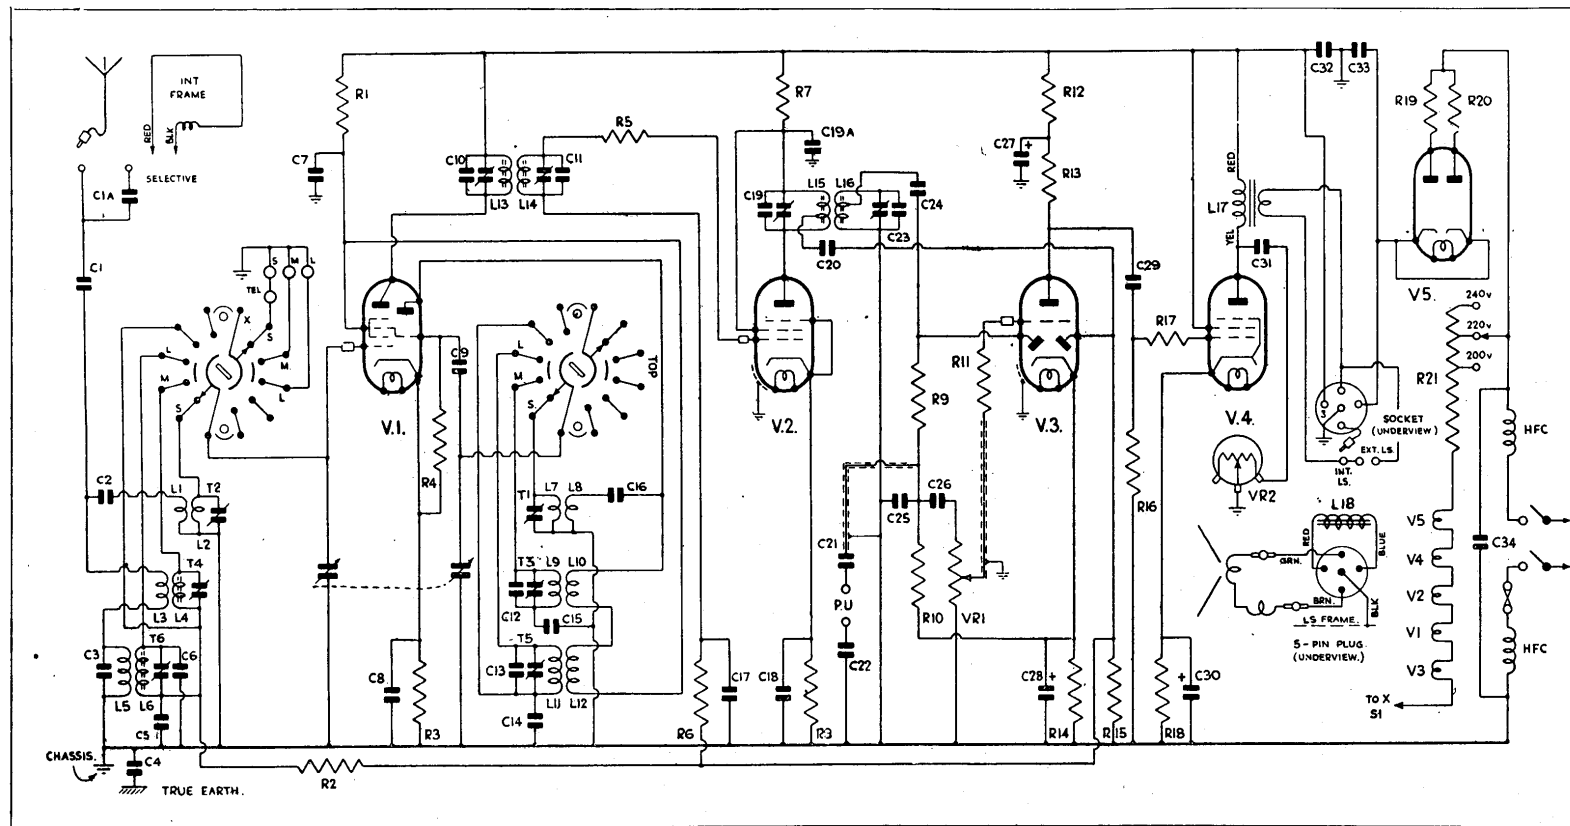 INT
FRAME
RED
BLK
SELECTIVE
C1A
C1
C7
R1
C10
C11
L13
L14
R5
R7
C19A
C19
L15
L16
C20
C23
C24
R12
C27 +
R13
C29
RED
L17
YEL
C31
C32
C33
R19
R20
V5.
240v
220v
200v
R21
S
M
L
TEL
X
S
L
M
S
M
L
C9
V.1.
R4
L
M
S
TOP
V.2.
R9
R11
V.3.
R17
V.4.
R16
VR2
SOCKET
(UNDERVIEW)
EXT. LS.
INT.
LS.
HFC
C2
L1
T2
L2
T4
L3
L4
C3
T6
C6
L5
L6
C5
T1
L7
L8
C16
T3
L9
L10
C12
C15
T5
C13
L11
L12
C14
C8
R3
R6
C17
C18
R3
C21
P.U
C22
C25
C26
R10
VR1
C28 +
R14
R15
R18
+ C30
L18
RED
BLUE
GRN.
BRN.
BLK
LS FRAME.
5-PIN PLUG.
(UNDERVIEW.)
V5
V4
V2
V1
V3
TO X
S1
C34
HFC
CHASSIS.
C4
TRUE EARTH.
R2